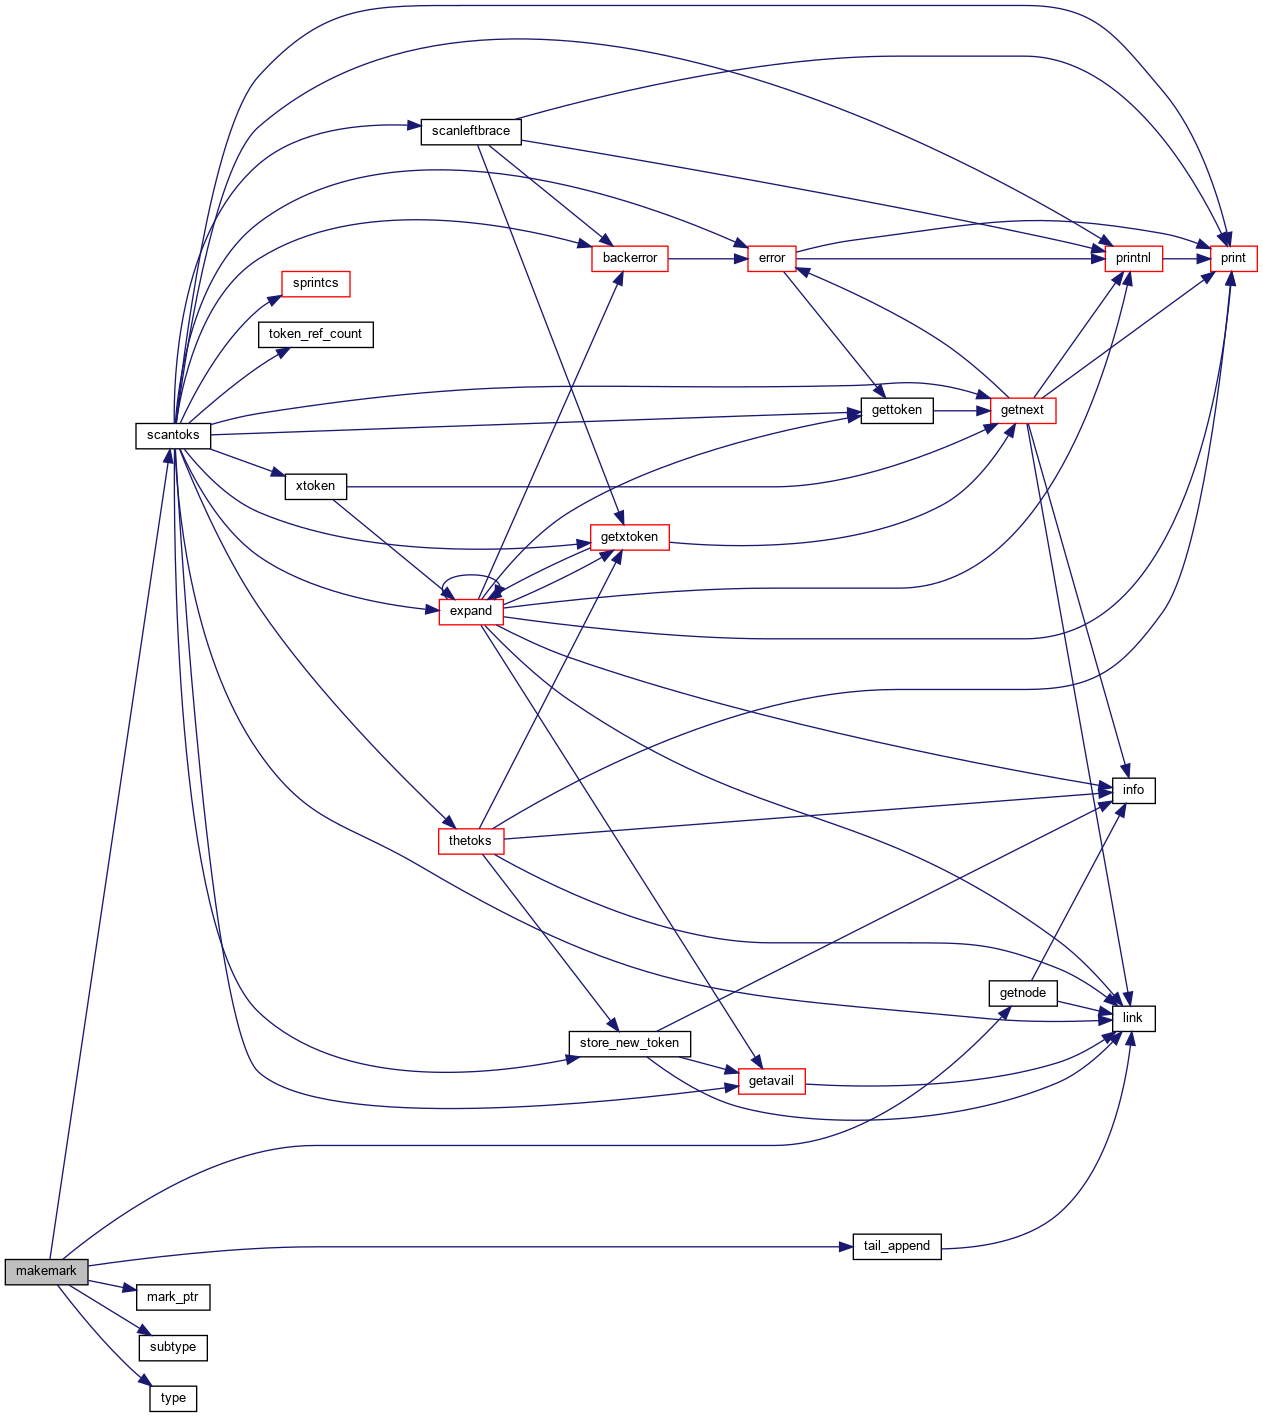 scanleftbrace
backerror
error
printnl
print
sprintcs
token_ref_count
gettoken
getnext
scantoks
xtoken
getxtoken
expand
info
thetoks
getnode
link
store_new_token
getavail
tail_append
makemark
mark_ptr
subtype
type